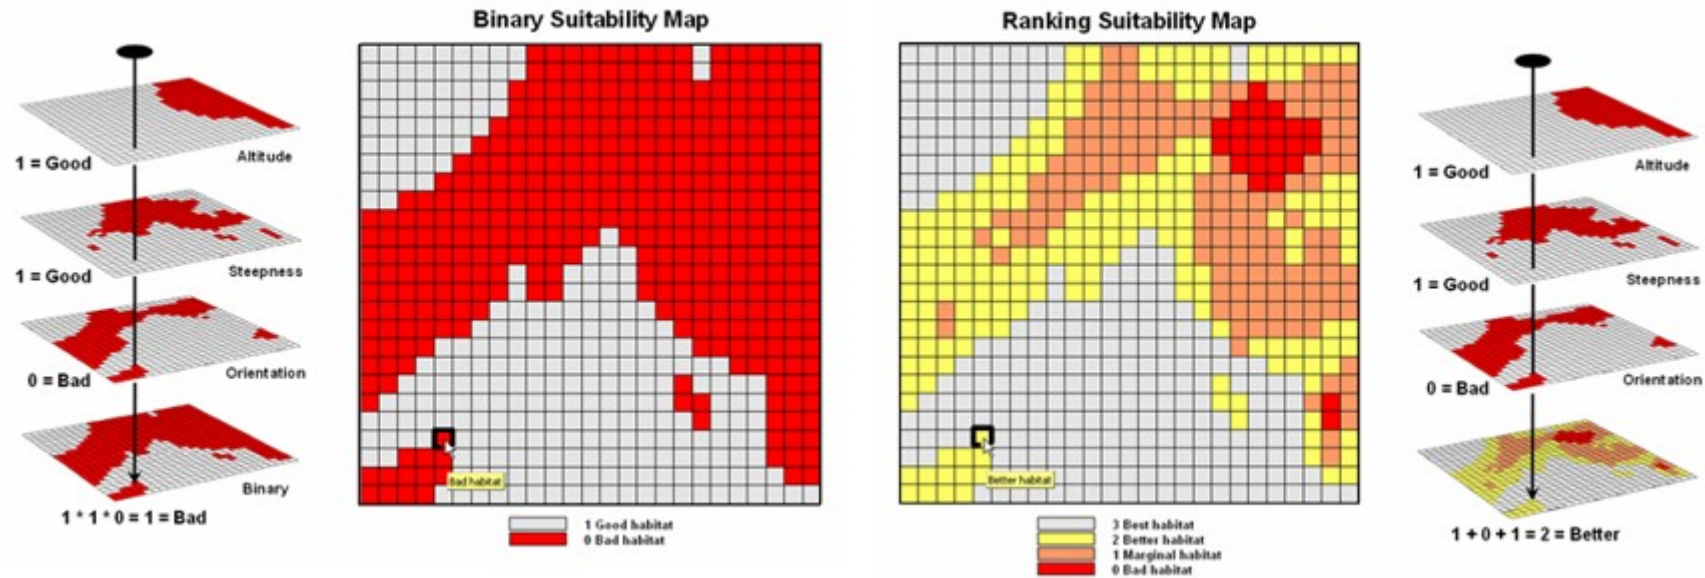 Binary Suitability Map
Ranking Suitability Map
1 = Good
Altitude
1 = Good
Steepness
0 = Bad
Orientation
Binary
1 * 1 * 0 = 1 = Bad
Bad habitat
1 Good habitat
0 Bad habitat
Better habitat
3 Best habitat
2 Better habitat
1 Marginal habitat
0 Bad habitat
1 = Good
Altitude
1 = Good
Steepness
0 = Bad
Orientation
1 + 0 + 1 = 2 = Better